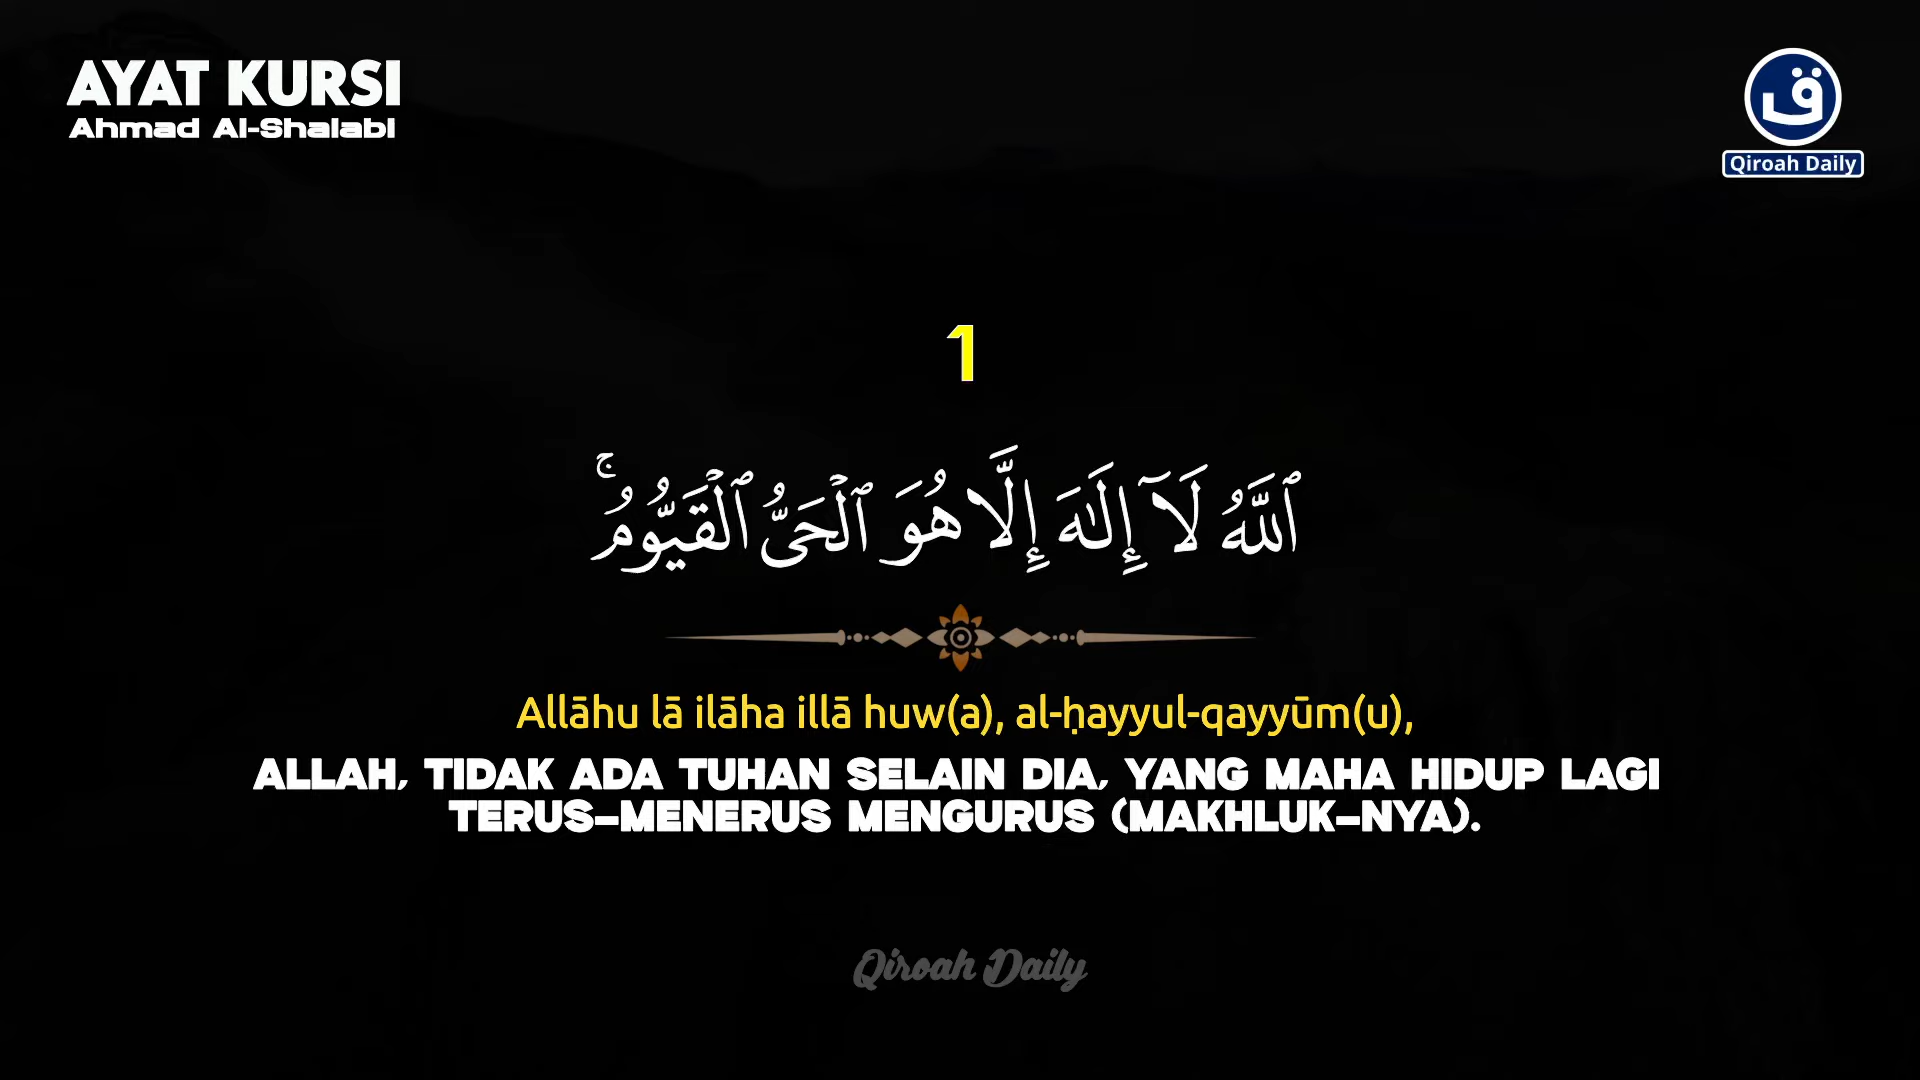 AYAT KURSI
Ahmad Al-Shalabi
ق
Qiroah Daily
1
ٱللَّهُ لَآ إِلَٰهَ إِلَّا هُوَ ٱلۡحَىُّ ٱلۡقَيُّومُۚ
Allāhu lā ilāha illā huw(a), al-ḥayyul-qayyūm(u),
ALLAH, TIDAK ADA TUHAN SELAIN DIA, YANG MAHA HIDUP LAGI
TERUS-MENERUS MENGURUS (MAKHLUK-NYA).
Qiroah Daily